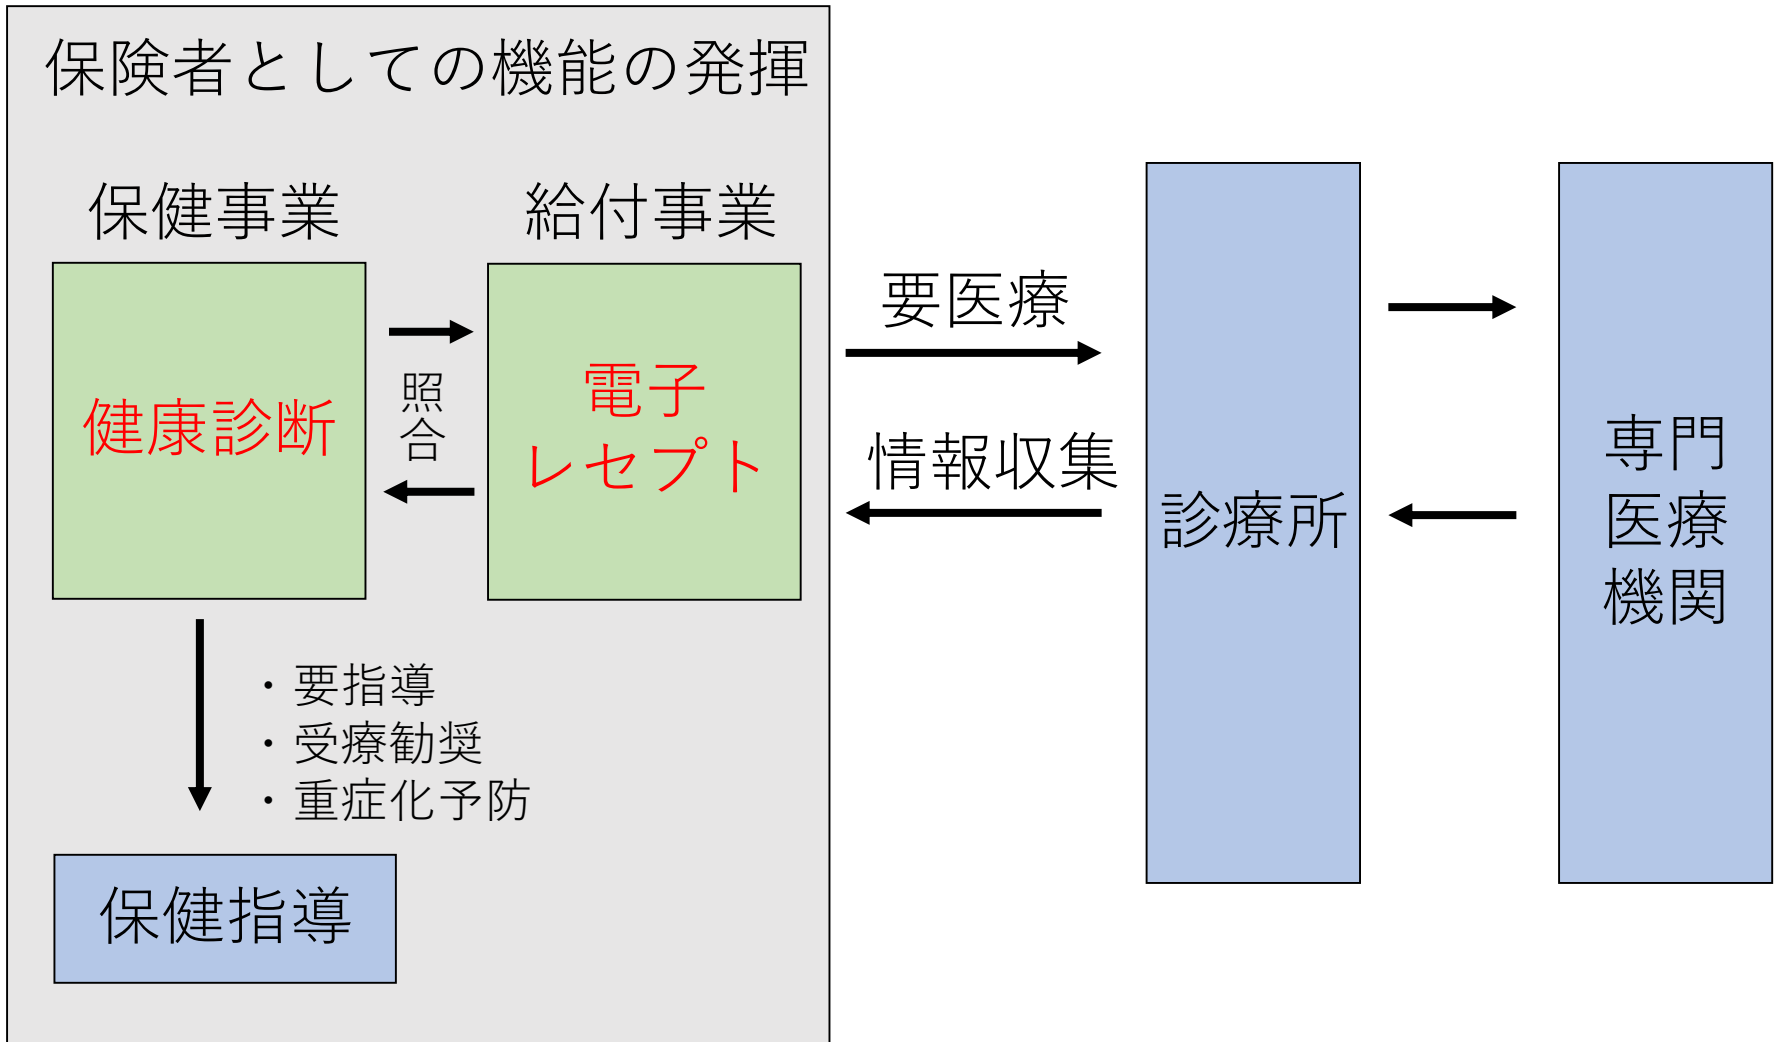 保険者としての機能の発揮
保健事業
給付事業
健康診断
照
合
電子
レセプト
・要指導
・受療勧奨
・重症化予防
保健指導
要医療
情報収集
診療所
専門
医療
機関